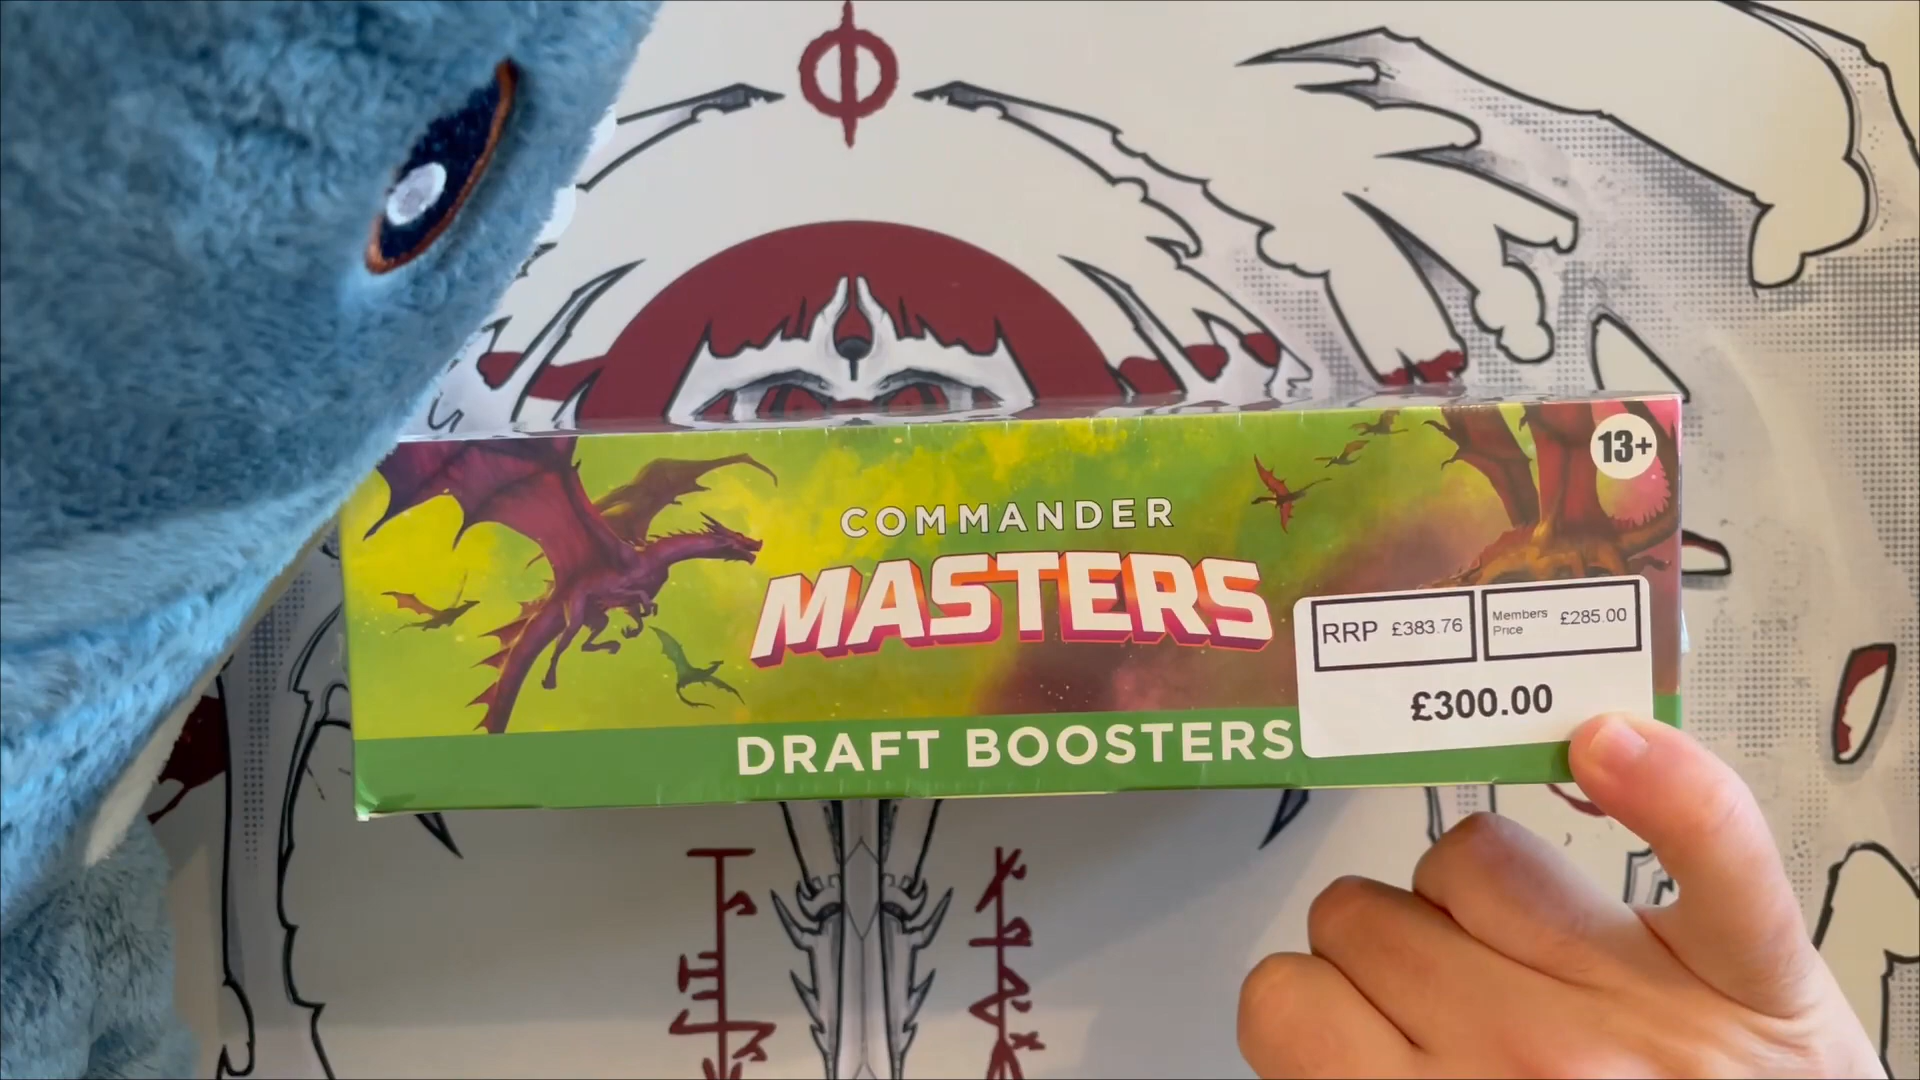 13+
COMMANDER
MASTERS
RRP £383.76
Members Price £285.00
£300.00
DRAFT BOOSTERS